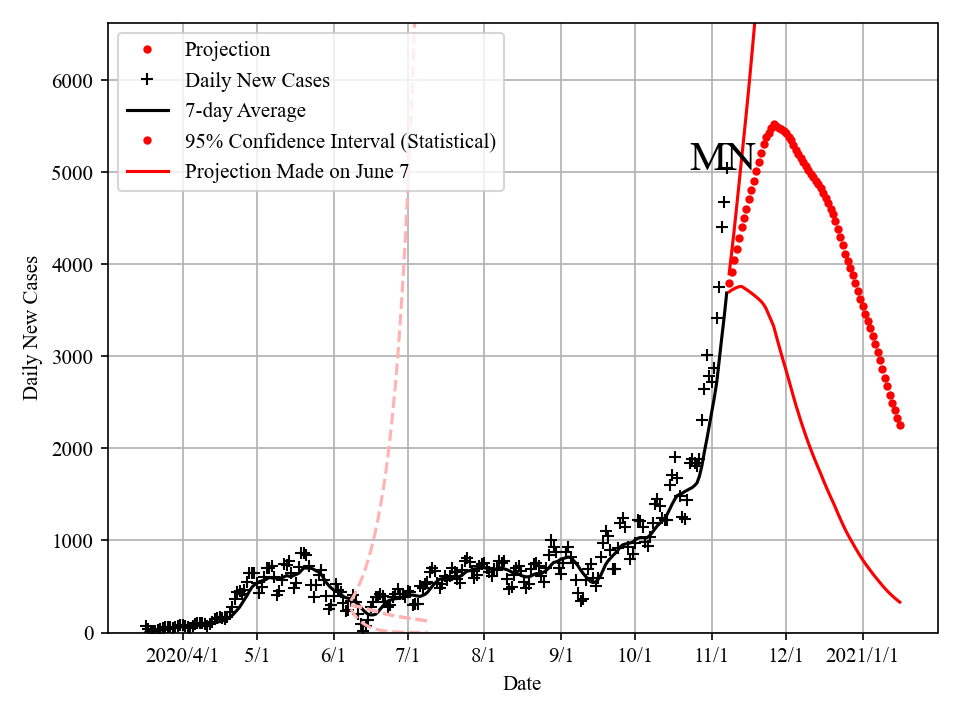 Projection
Daily New Cases
7-day Average
95% Confidence Interval (Statistical)
Projection Made on June 7
MN
Daily New Cases
6000
5000
4000
3000
2000
1000
0
2020/4/1 5/1 6/1 7/1 8/1 9/1 10/1 11/1 12/1 2021/1/1
Date